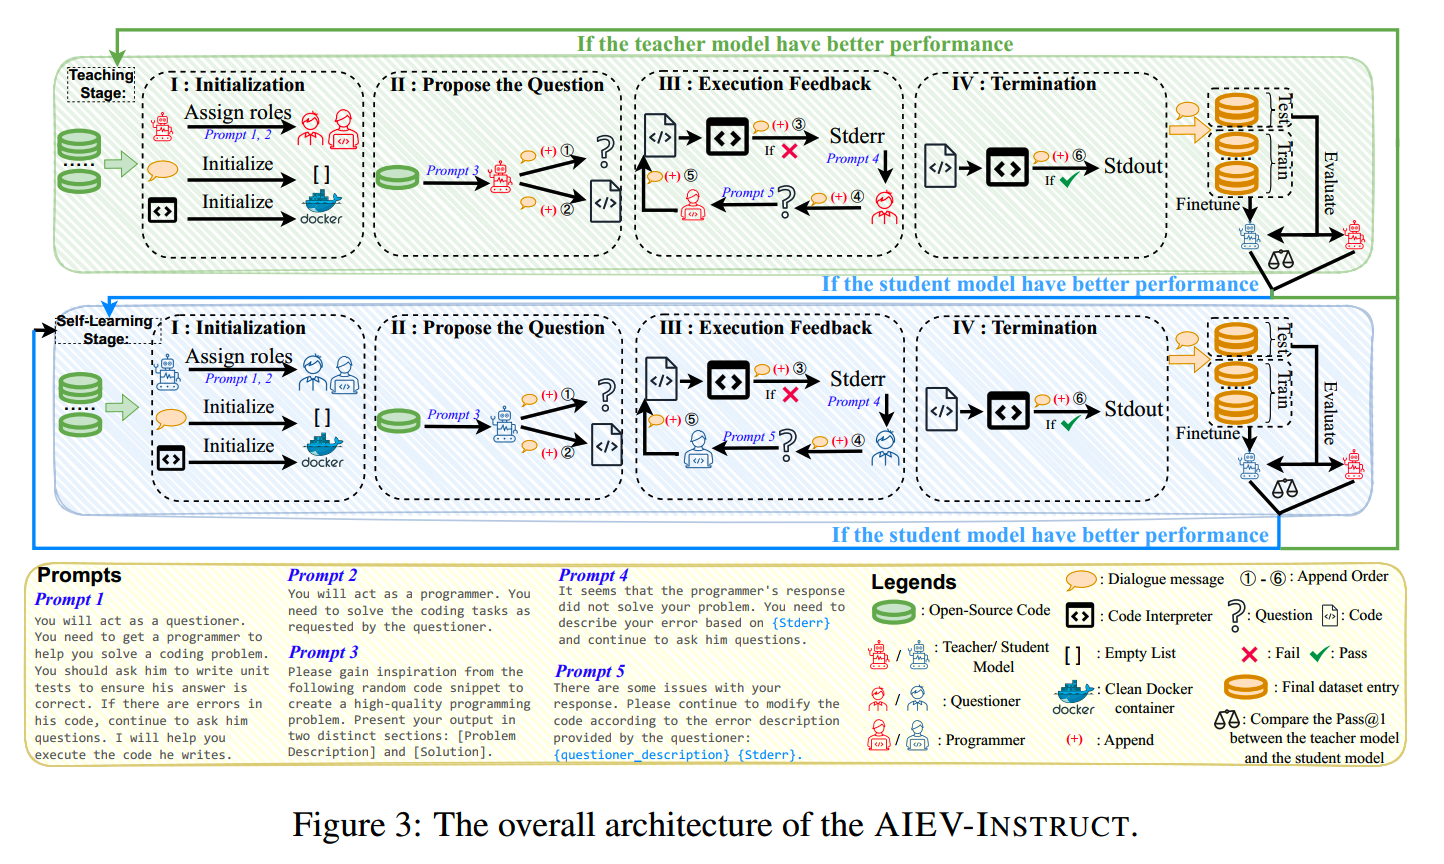 If the teacher model have better performance
Teaching
Stage:
I : Initialization
Assign roles
Prompt 1, 2
Initialize
[ ]
Initialize
docker
II : Propose the Question
Prompt 3
(+) ①
(+) ②
III : Execution Feedback
(+) ③
If
Stderr
Prompt 4
(+) ⑤
Prompt 5
(+) ④
IV : Termination
(+) ⑥
If
Stdout
Test
Train
Finetune
Evaluate
If the student model have better performance
Self-Learning
Stage:
I : Initialization
Assign roles
Prompt 1, 2
Initialize
[ ]
Initialize
docker
II : Propose the Question
Prompt 3
(+) ①
(+) ②
III : Execution Feedback
(+) ③
If
Stderr
Prompt 4
(+) ⑤
Prompt 5
(+) ④
IV : Termination
(+) ⑥
If
Stdout
Test
Train
Finetune
Evaluate
If the student model have better performance
Prompts
Prompt 1
You will act as a questioner.
You need to get a programmer to
help you solve a coding problem.
You should ask him to write unit
tests to ensure his answer is
correct. If there are errors in
his code, continue to ask him
questions. I will help you
execute the code he writes.
Prompt 2
You will act as a programmer. You
need to solve the coding tasks as
requested by the questioner.
Prompt 3
Please gain inspiration from the
following random code snippet to
create a high-quality programming
problem. Present your output in
two distinct sections: [Problem
Description] and [Solution].
Prompt 4
It seems that the programmer's response
did not solve your problem. You need to
describe your error based on {Stderr}
and continue to ask him questions.
Prompt 5
There are some issues with your
response. Please continue to modify the
code according to the error description
provided by the questioner:
{questioner_description} {Stderr}.
Legends
: Open-Source Code
/ : Teacher/ Student
Model
/ : Questioner
/ : Programmer
: Dialogue message
: Code Interpreter
[ ] : Empty List
docker
: Clean Docker
container
(+) : Append
① - ⑥ : Append Order
: Question
: Code
: Fail
: Pass
: Final dataset entry
: Compare the Pass@1
between the teacher model
and the student model
Figure 3: The overall architecture of the AIEV-INSTRUCT.